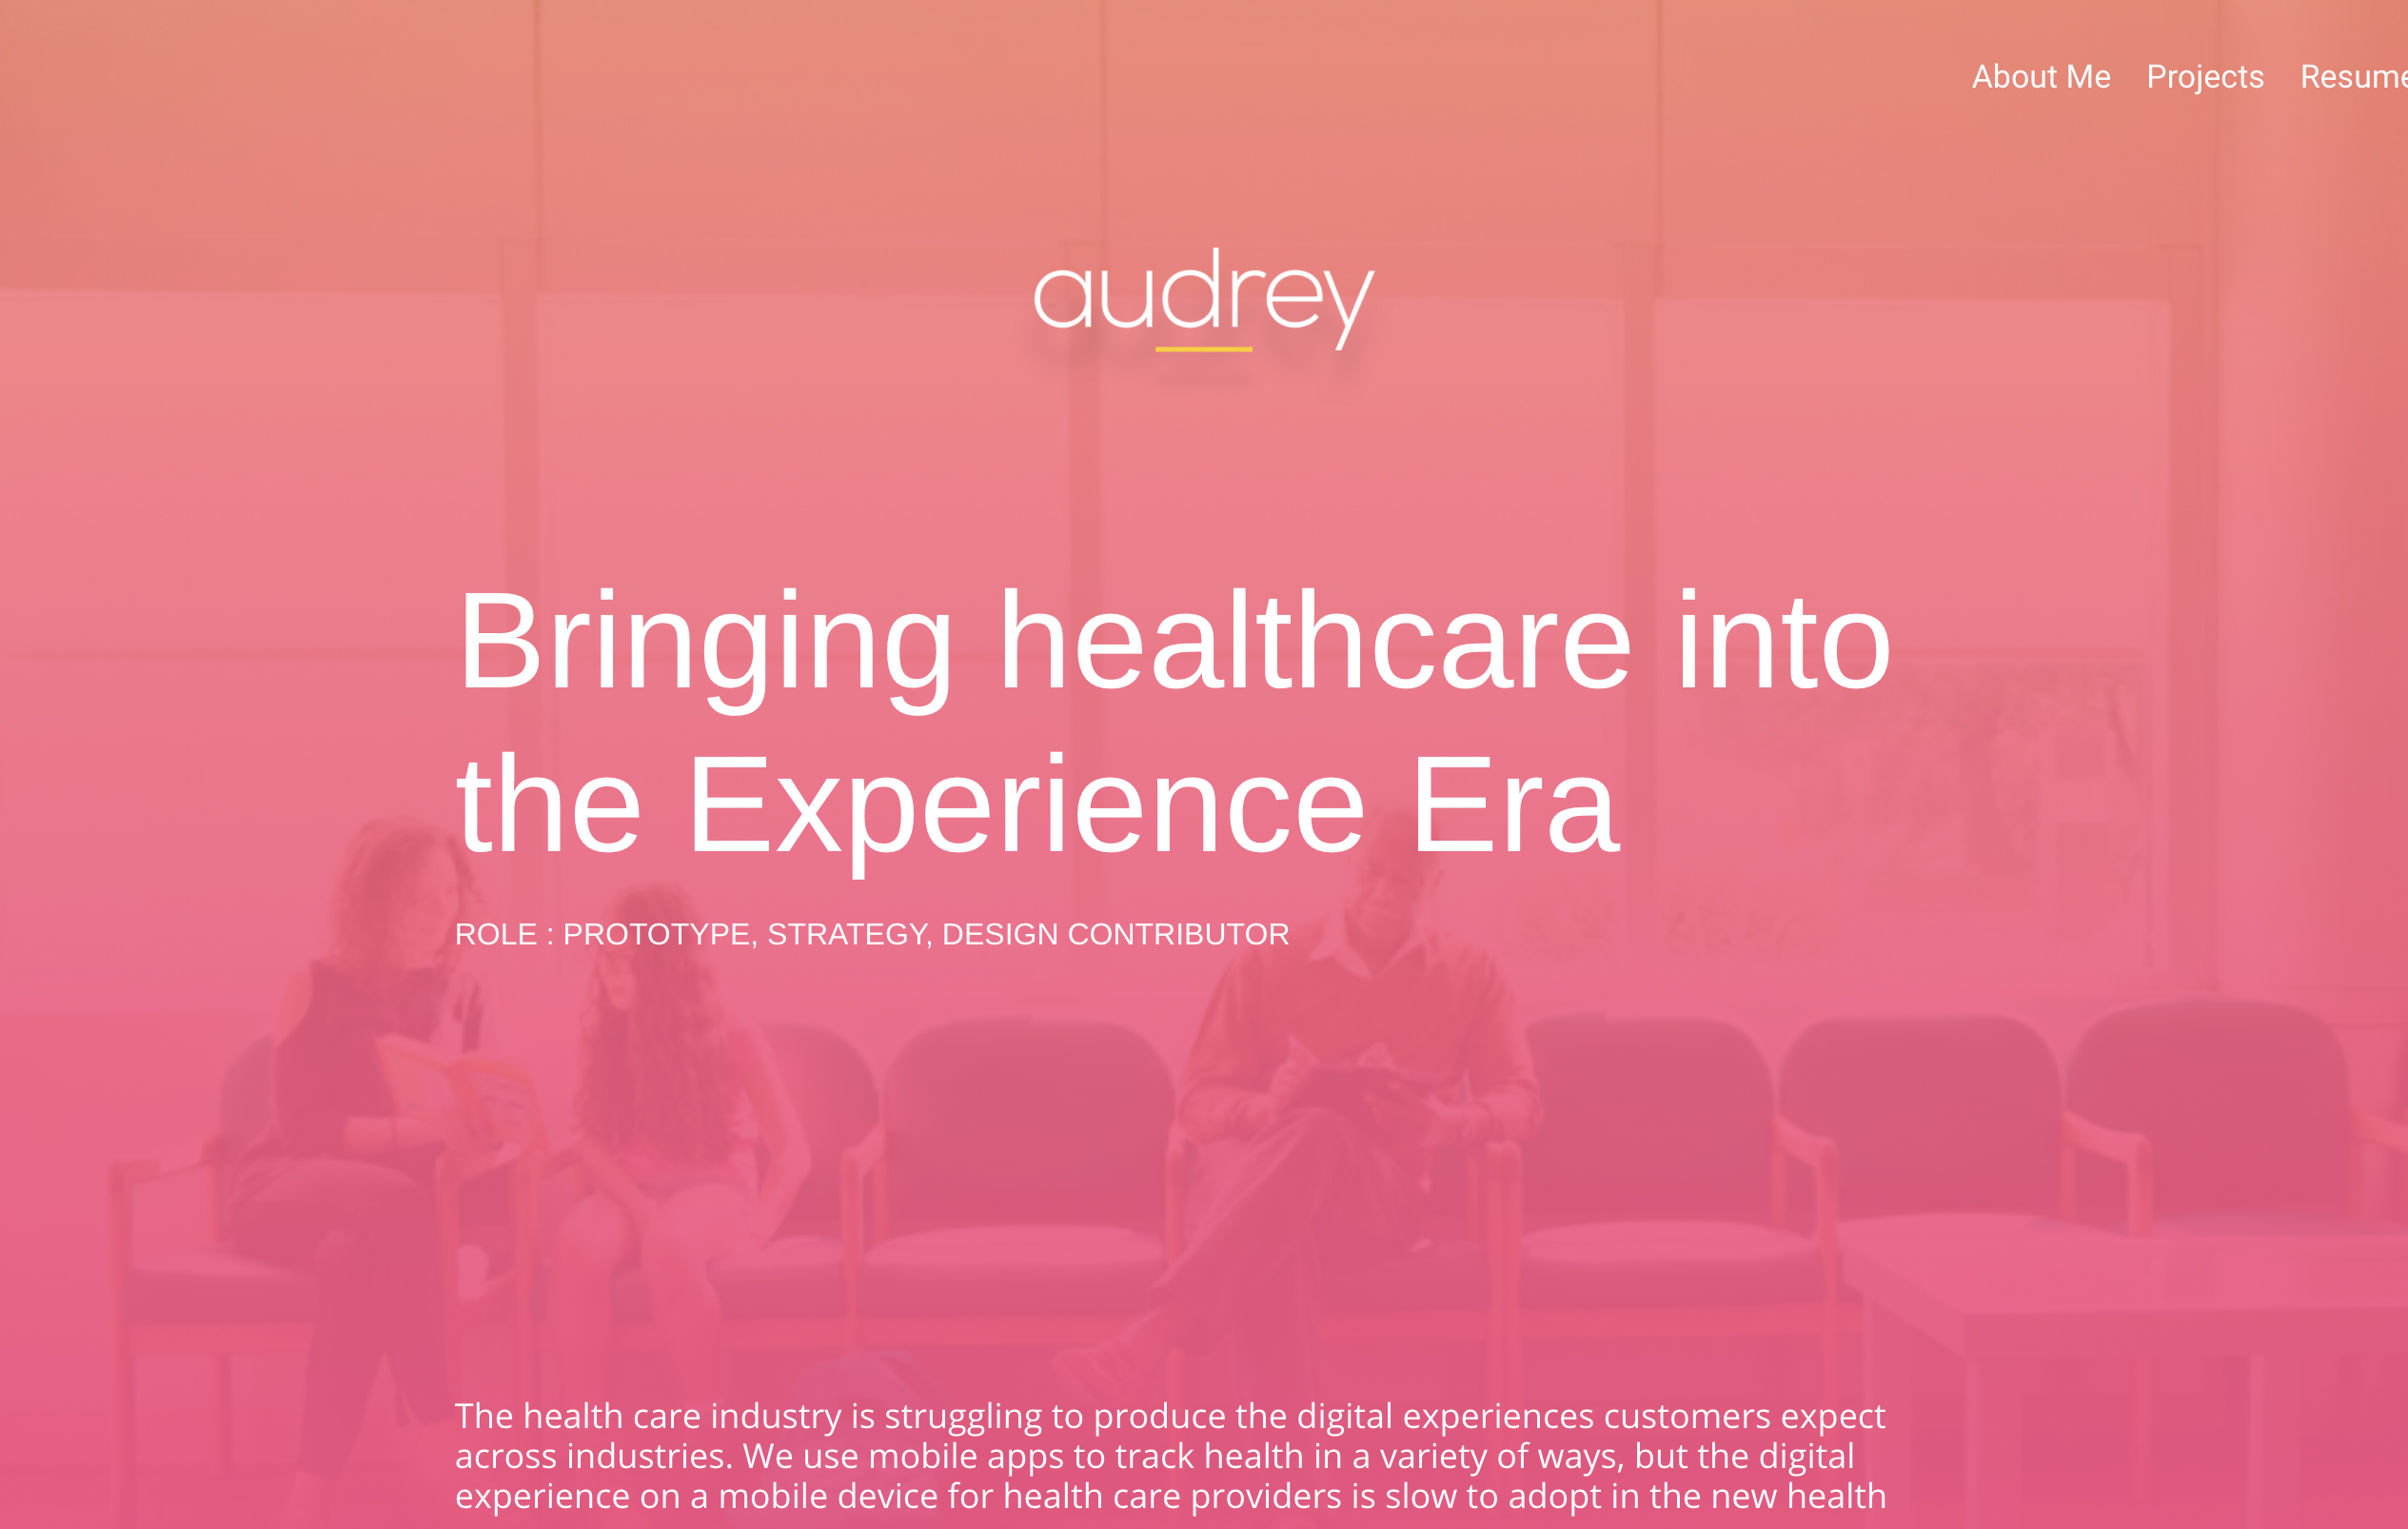 About Me Projects Resume
audrey
Bringing healthcare into
the Experience Era
ROLE : PROTOTYPE, STRATEGY, DESIGN CONTRIBUTOR
The health care industry is struggling to produce the digital experiences customers expect
across industries. We use mobile apps to track health in a variety of ways, but the digital
experience on a mobile device for health care providers is slow to adopt in the new health